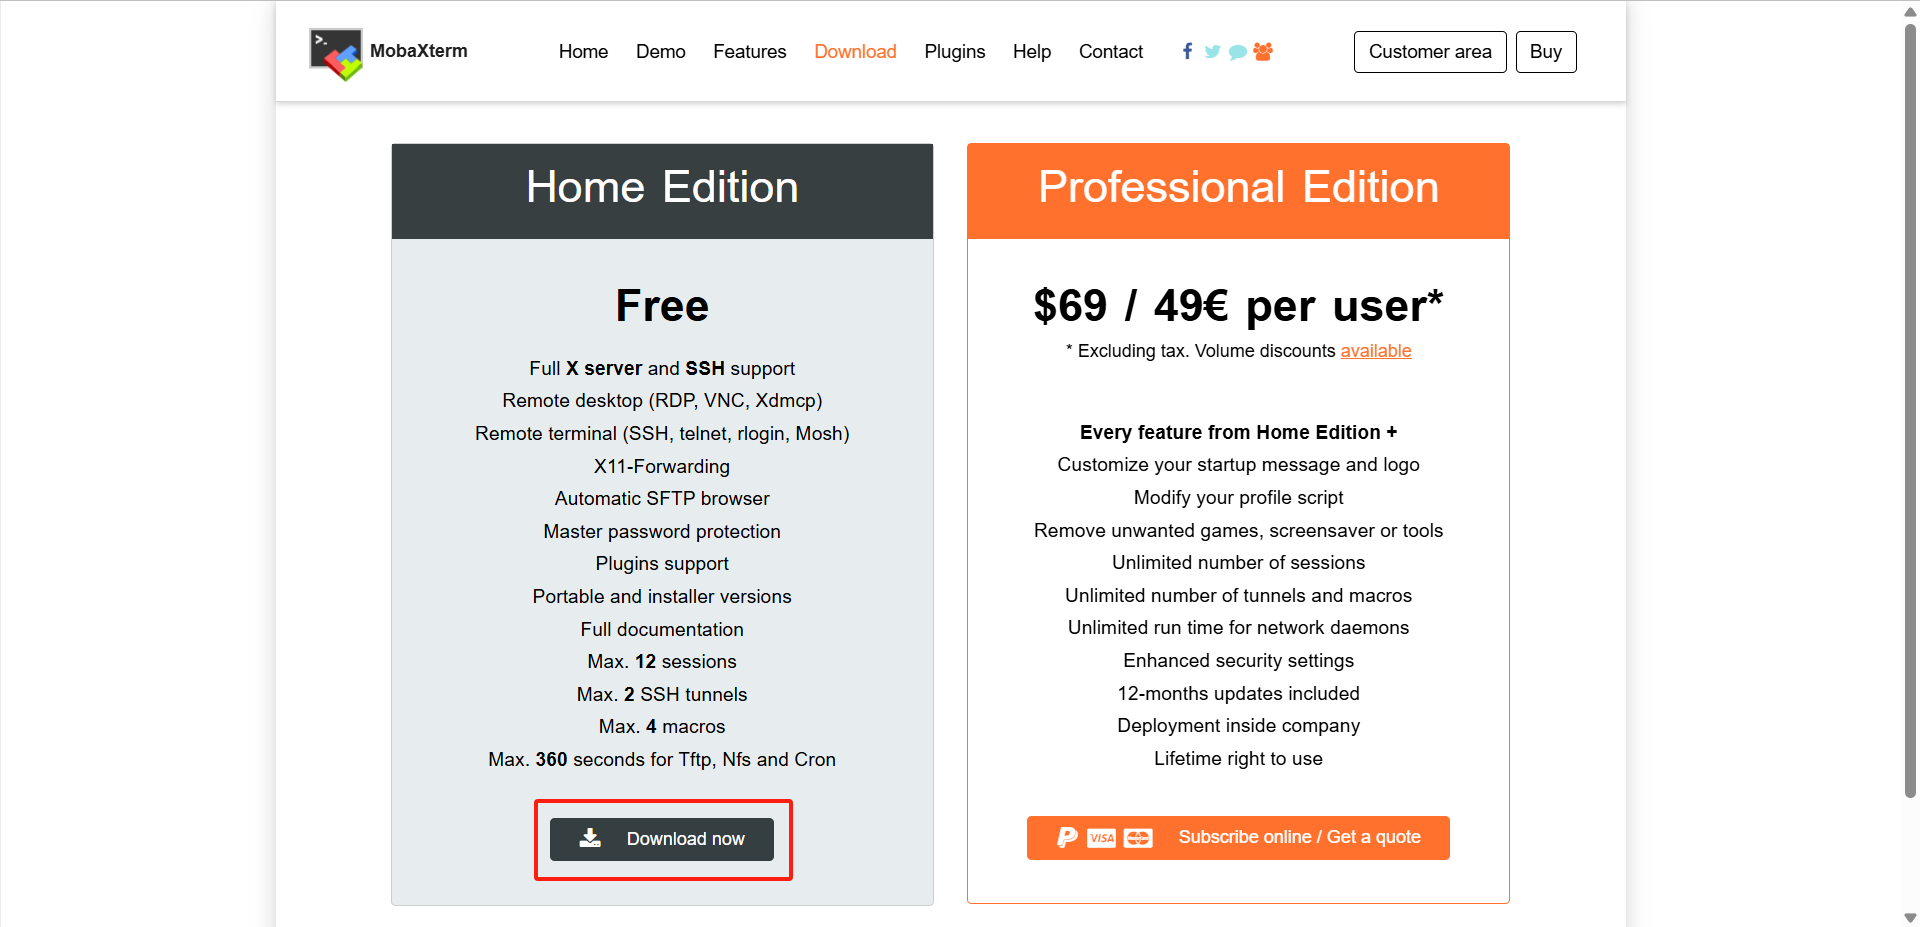 MobaXterm
Home
Demo
Features
Download
Plugins
Help
Contact
Customer area
Buy
Home Edition
Free
Full X server and SSH support
Remote desktop (RDP, VNC, Xdmcp)
Remote terminal (SSH, telnet, rlogin, Mosh)
X11-Forwarding
Automatic SFTP browser
Master password protection
Plugins support
Portable and installer versions
Full documentation
Max. 12 sessions
Max. 2 SSH tunnels
Max. 4 macros
Max. 360 seconds for Tftp, Nfs and Cron
Download now
Professional Edition
$69 / 49€ per user*
* Excluding tax. Volume discounts available
Every feature from Home Edition +
Customize your startup message and logo
Modify your profile script
Remove unwanted games, screensaver or tools
Unlimited number of sessions
Unlimited number of tunnels and macros
Unlimited run time for network daemons
Enhanced security settings
12-months updates included
Deployment inside company
Lifetime right to use
VISA
Subscribe online / Get a quote